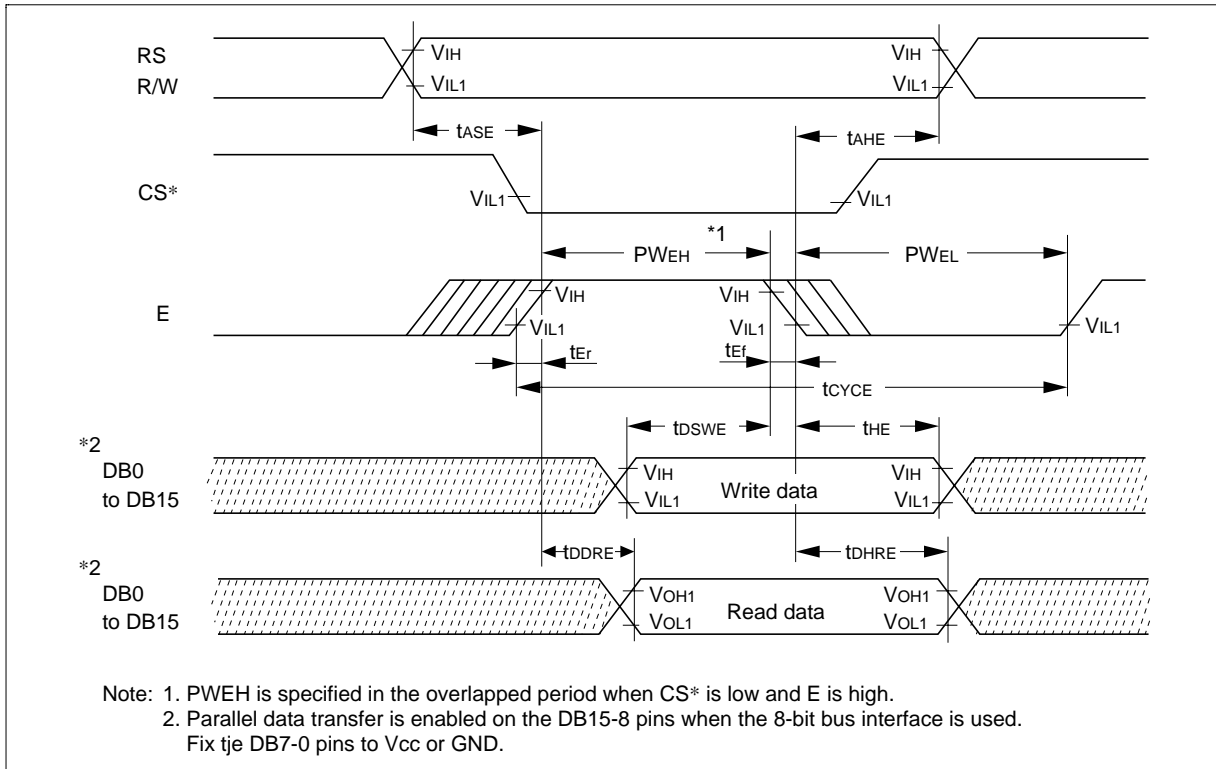 RS
R/W
VIH
VIL1
VIH
VIL1
tASE
tAHE
CS*
VIL1
VIL1
*1
PWEH
PWEL
E
VIH
VIL1
VIH
VIL1
VIL1
tEr
tEf
tCYCE
tDSWE
tHE
*2
DB0
to DB15
VIH
VIL1
Write data
VIH
VIL1
tDDRE
tDHRE
*2
DB0
to DB15
VOH1
VOL1
Read data
VOH1
VOL1
Note: 1. PWEH is specified in the overlapped period when CS* is low and E is high.
2. Parallel data transfer is enabled on the DB15-8 pins when the 8-bit bus interface is used.
Fix tje DB7-0 pins to Vcc or GND.